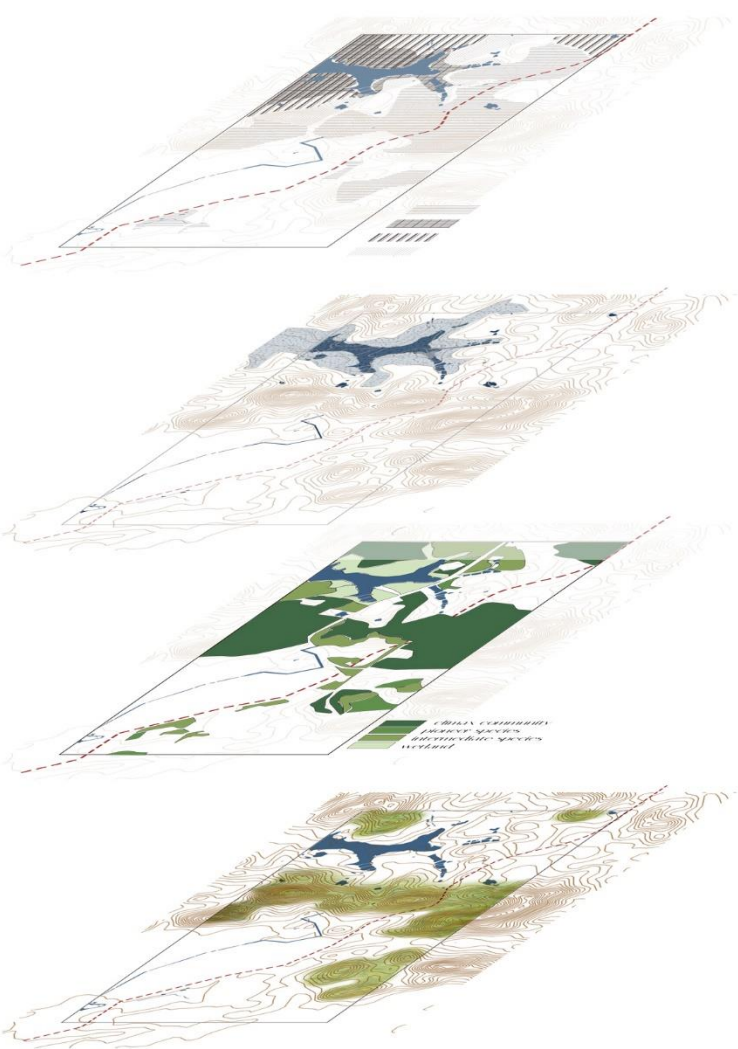 climax community
pioneer species
intermediate species
wetland